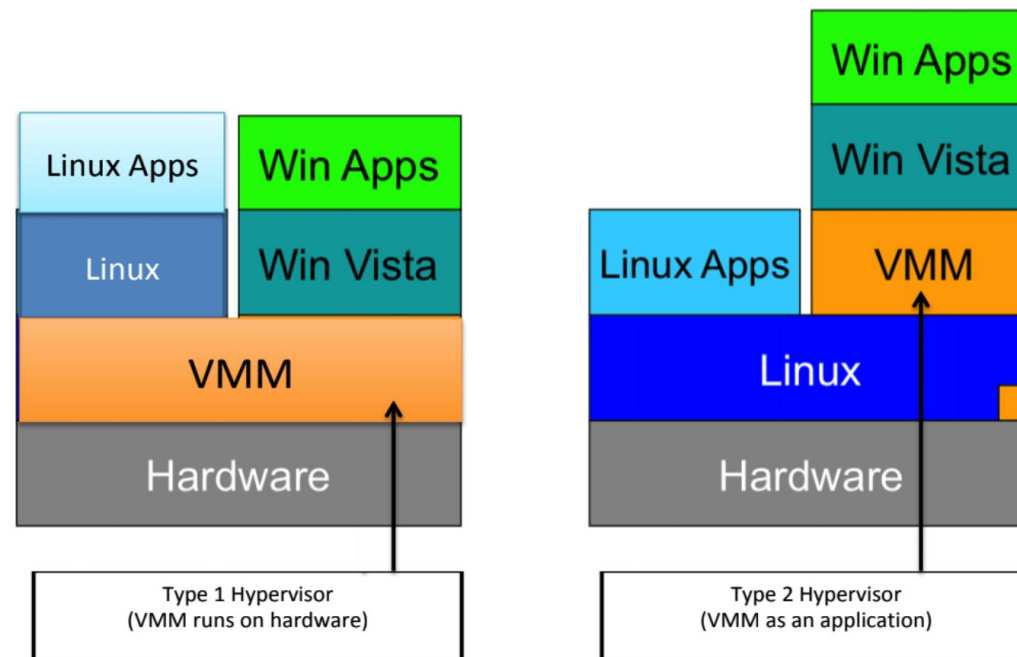 Linux Apps
Linux
Win Apps
Win Vista
VMM
Hardware
Type 1 Hypervisor
(VMM runs on hardware)
Win Apps
Win Vista
Linux Apps
VMM
Linux
Hardware
Type 2 Hypervisor
(VMM as an application)